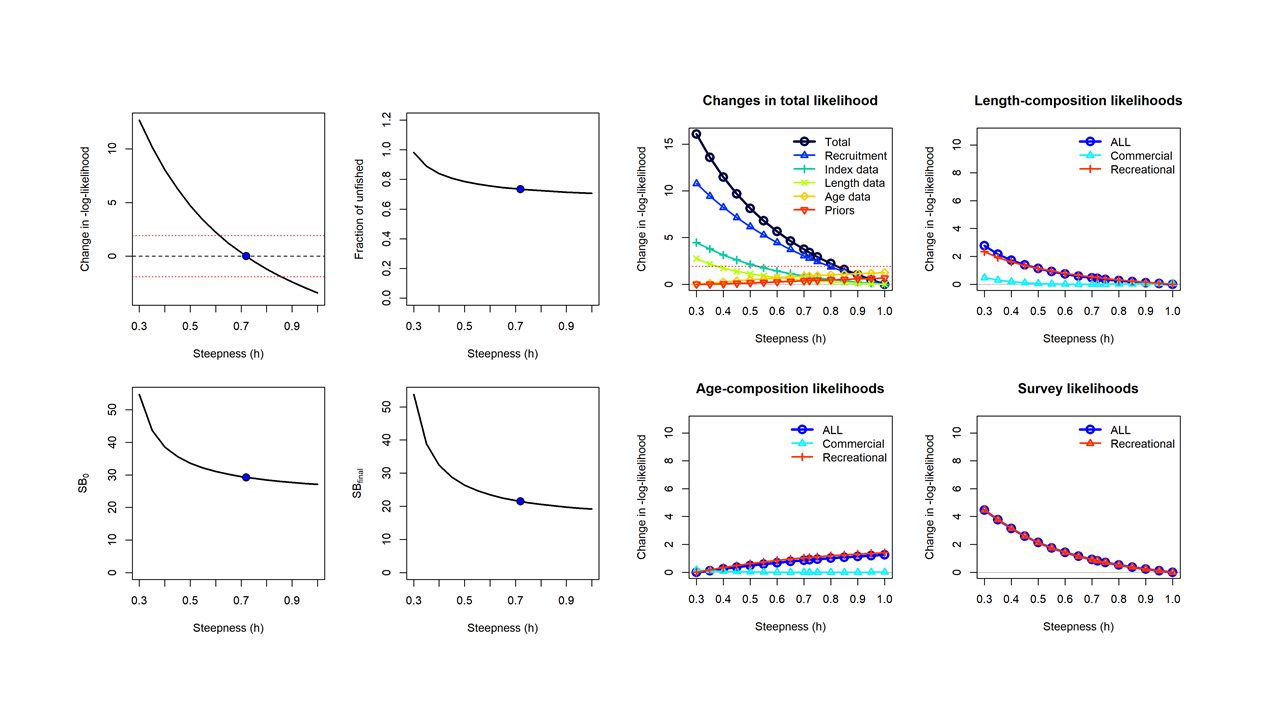 Change in -log-likelihood
10
5
0
0.3 0.5 0.7 0.9
Steepness (h)
Fraction of unfished
1.2
1.0
0.8
0.6
0.4
0.2
0.0
0.3 0.5 0.7 0.9
Steepness (h)
Changes in total likelihood
Change in -log-likelihood
15
10
5
0
Total
Recruitment
Index data
Length data
Age data
Priors
0.3 0.4 0.5 0.6 0.7 0.8 0.9 1.0
Steepness (h)
Length-composition likelihoods
Change in -log-likelihood
10
8
6
4
2
0
ALL
Commercial
Recreational
0.3 0.4 0.5 0.6 0.7 0.8 0.9 1.0
Steepness (h)
SB0
50
40
30
20
10
0
0.3 0.5 0.7 0.9
Steepness (h)
SBfinal
50
40
30
20
10
0
0.3 0.5 0.7 0.9
Steepness (h)
Age-composition likelihoods
Change in -log-likelihood
10
8
6
4
2
0
ALL
Commercial
Recreational
0.3 0.4 0.5 0.6 0.7 0.8 0.9 1.0
Steepness (h)
Survey likelihoods
Change in -log-likelihood
10
8
6
4
2
0
ALL
Recreational
0.3 0.4 0.5 0.6 0.7 0.8 0.9 1.0
Steepness (h)